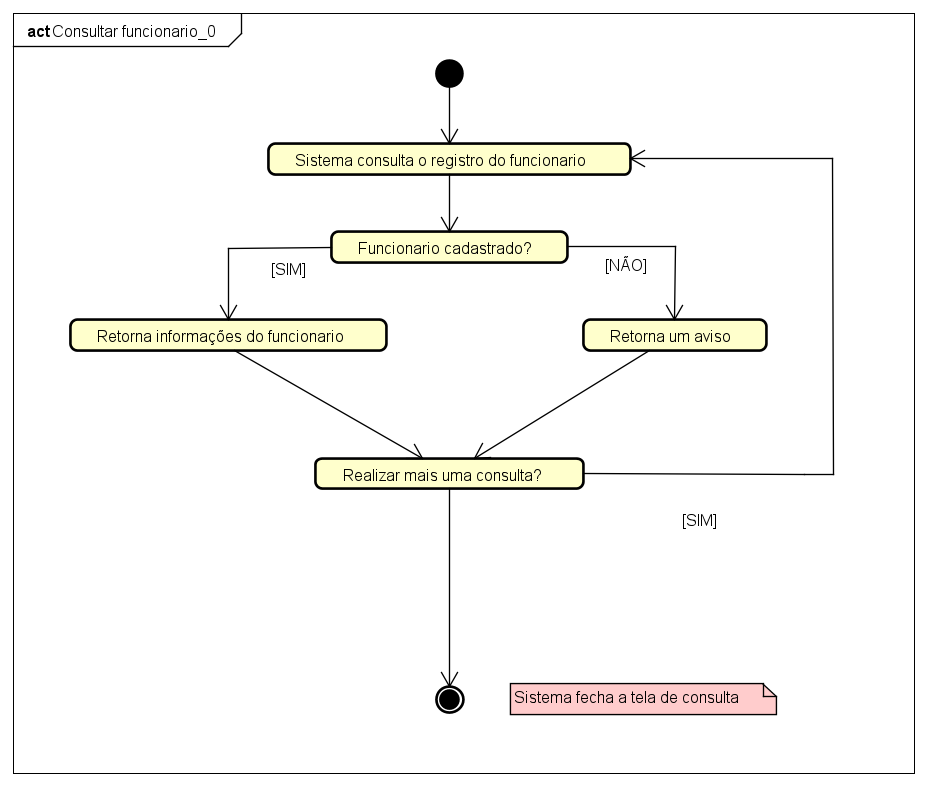 act Consultar funcionario_0
Sistema consulta o registro do funcionario
Funcionario cadastrado?
[SIM]
[NÃO]
Retorna informações do funcionario
Retorna um aviso
Realizar mais uma consulta?
[SIM]
Sistema fecha a tela de consulta